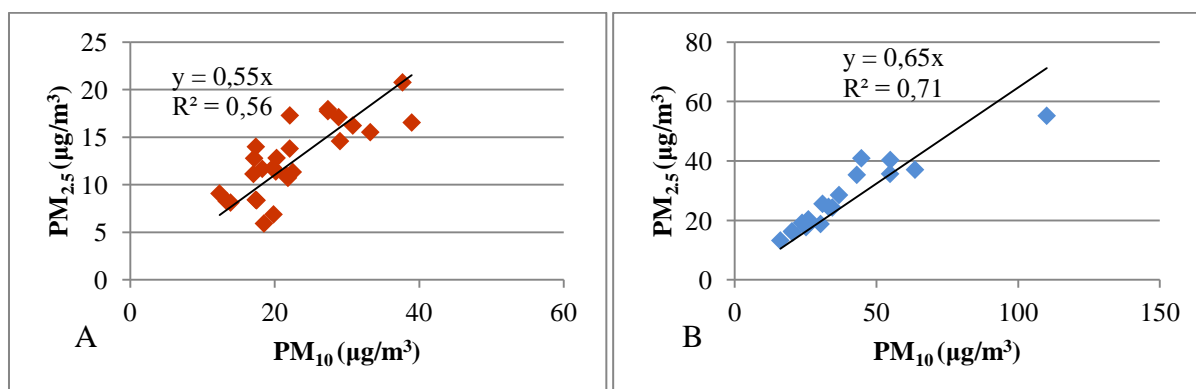 25
20
15
10
5
0
PM2.5 (µg/m³)
y = 0,55x
R² = 0,56
0 20 40 60
PM10 (µg/m³)
A
80
60
40
20
0
PM2.5 (µg/m³)
y = 0,65x
R² = 0,71
0 50 100 150
PM10 (µg/m³)
B